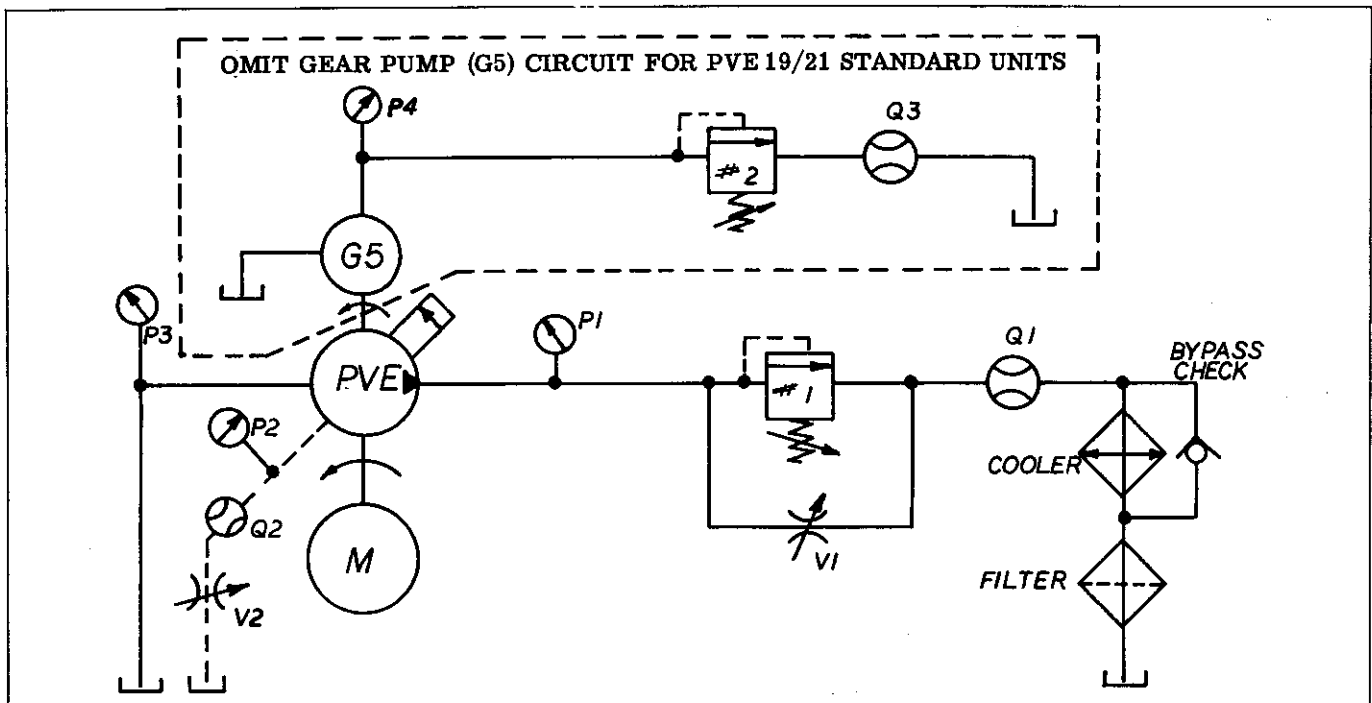 OMIT GEAR PUMP (G5) CIRCUIT FOR PVE 19/21 STANDARD UNITS
P4
Q3
#2
G5
P3
P1
Q1
BYPASS
CHECK
PVE
#1
P2
COOLER
Q2
M
V1
FILTER
V2